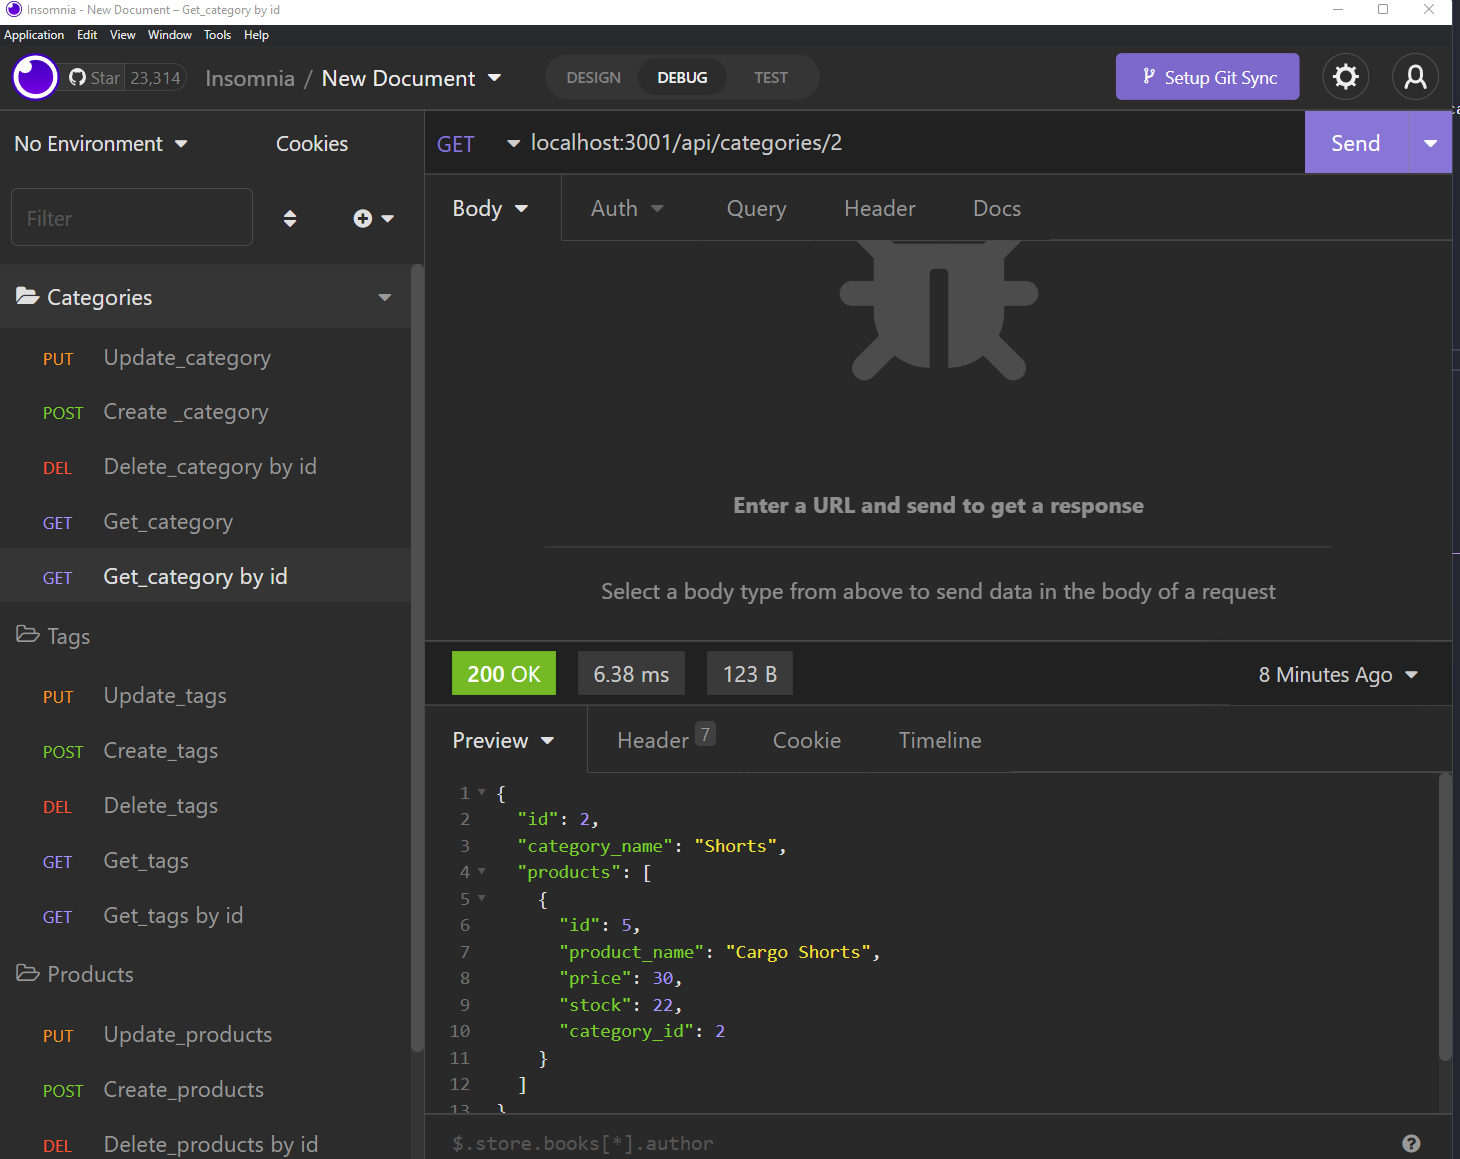 Insomnia - New Document – Get_category by id
Application Edit View Window Tools Help
Star 23,314 Insomnia / New Document DESIGN DEBUG TEST Setup Git Sync
No Environment Cookies
Filter
Categories
PUT Update_category
POST Create _category
DEL Delete_category by id
GET Get_category
GET Get_category by id
Tags
PUT Update_tags
POST Create_tags
DEL Delete_tags
GET Get_tags
GET Get_tags by id
Products
PUT Update_products
POST Create_products
DEL Delete_products by id
GET localhost:3001/api/categories/2 Send
Body Auth Query Header Docs
Enter a URL and send to get a response
Select a body type from above to send data in the body of a request
200 OK 6.38 ms 123 B 8 Minutes Ago
Preview Header 7 Cookie Timeline
1 {
2 "id": 2,
3 "category_name": "Shorts",
4 "products": [
5 {
6 "id": 5,
7 "product_name": "Cargo Shorts",
8 "price": 30,
9 "stock": 22,
10 "category_id": 2
11 }
12 ]
13 }
$.store.books[*].author